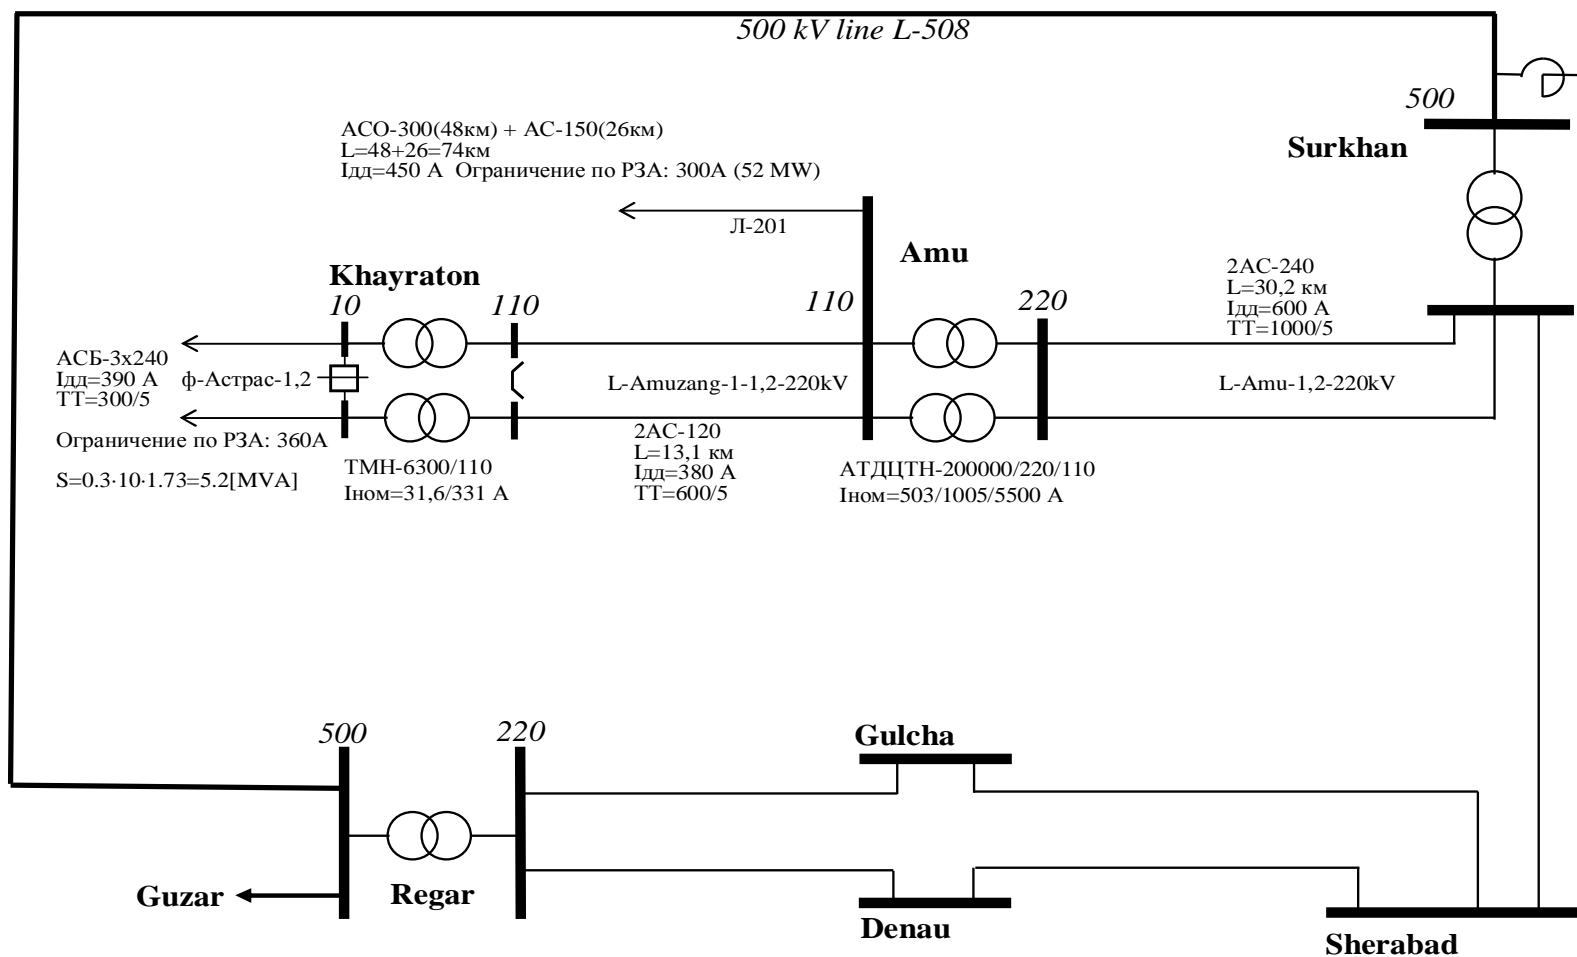 500 kV line L-508
500
Surkhan
АСО-300(48км) + АС-150(26км)
L=48+26=74км
Iдд=450 А  Ограничение по РЗА: 300А (52 MW)
Л-201
Amu
Khayraton
10
110
110
220
2АС-240
L=30,2 км
Iдд=600 А
ТТ=1000/5
АСБ-3х240
Iдд=390 А
ТТ=300/5
ф-Астрас-1,2
L-Amuzang-1-1,2-220kV
L-Amu-1,2-220kV
Ограничение по РЗА: 360А
S=0.3·10·1.73=5.2[MVA]
ТМН-6300/110
Iном=31,6/331 А
2АС-120
L=13,1 км
Iдд=380 А
ТТ=600/5
АТДЦТН-200000/220/110
Iном=503/1005/5500 А
500
220
Gulcha
Guzar
Regar
Denau
Sherabad